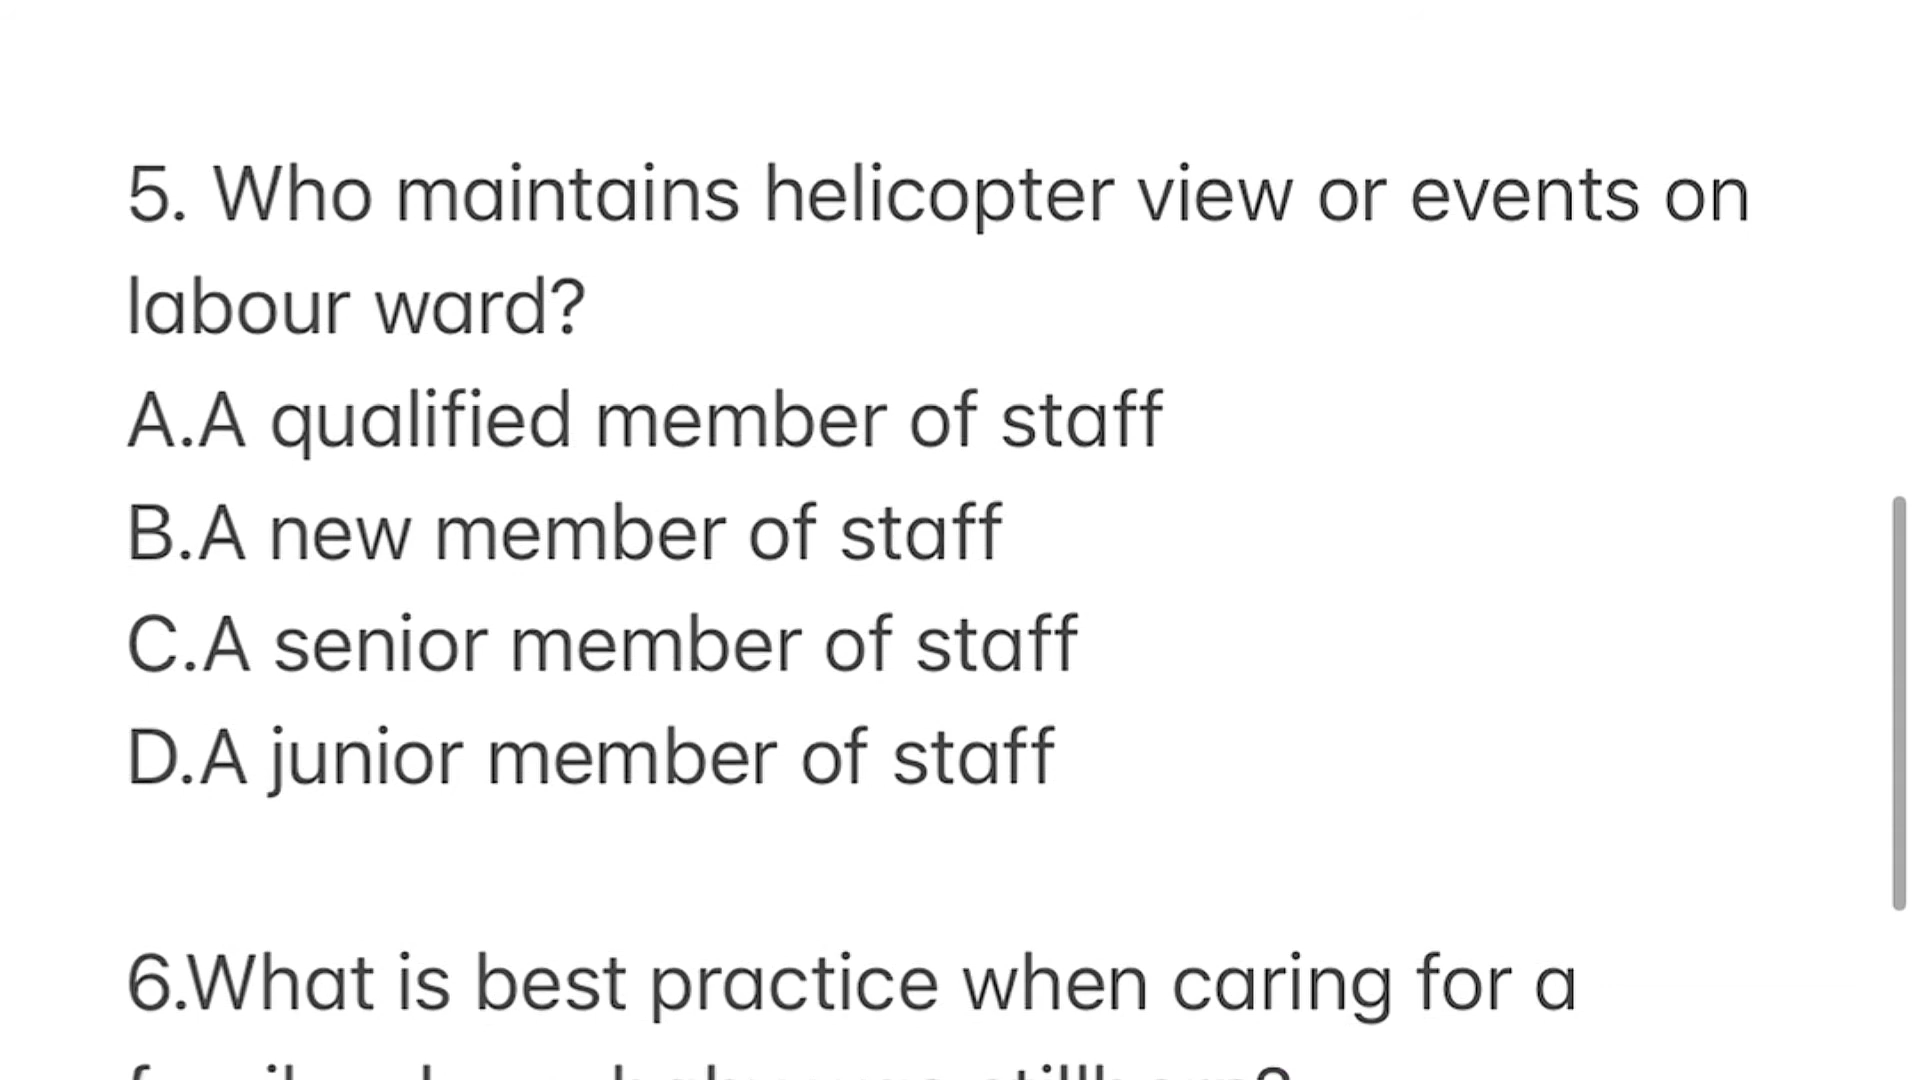 5. Who maintains helicopter view or events on
labour ward?
A.A qualified member of staff
B.A new member of staff
C.A senior member of staff
D.A junior member of staff
6.What is best practice when caring for a
stillborn?